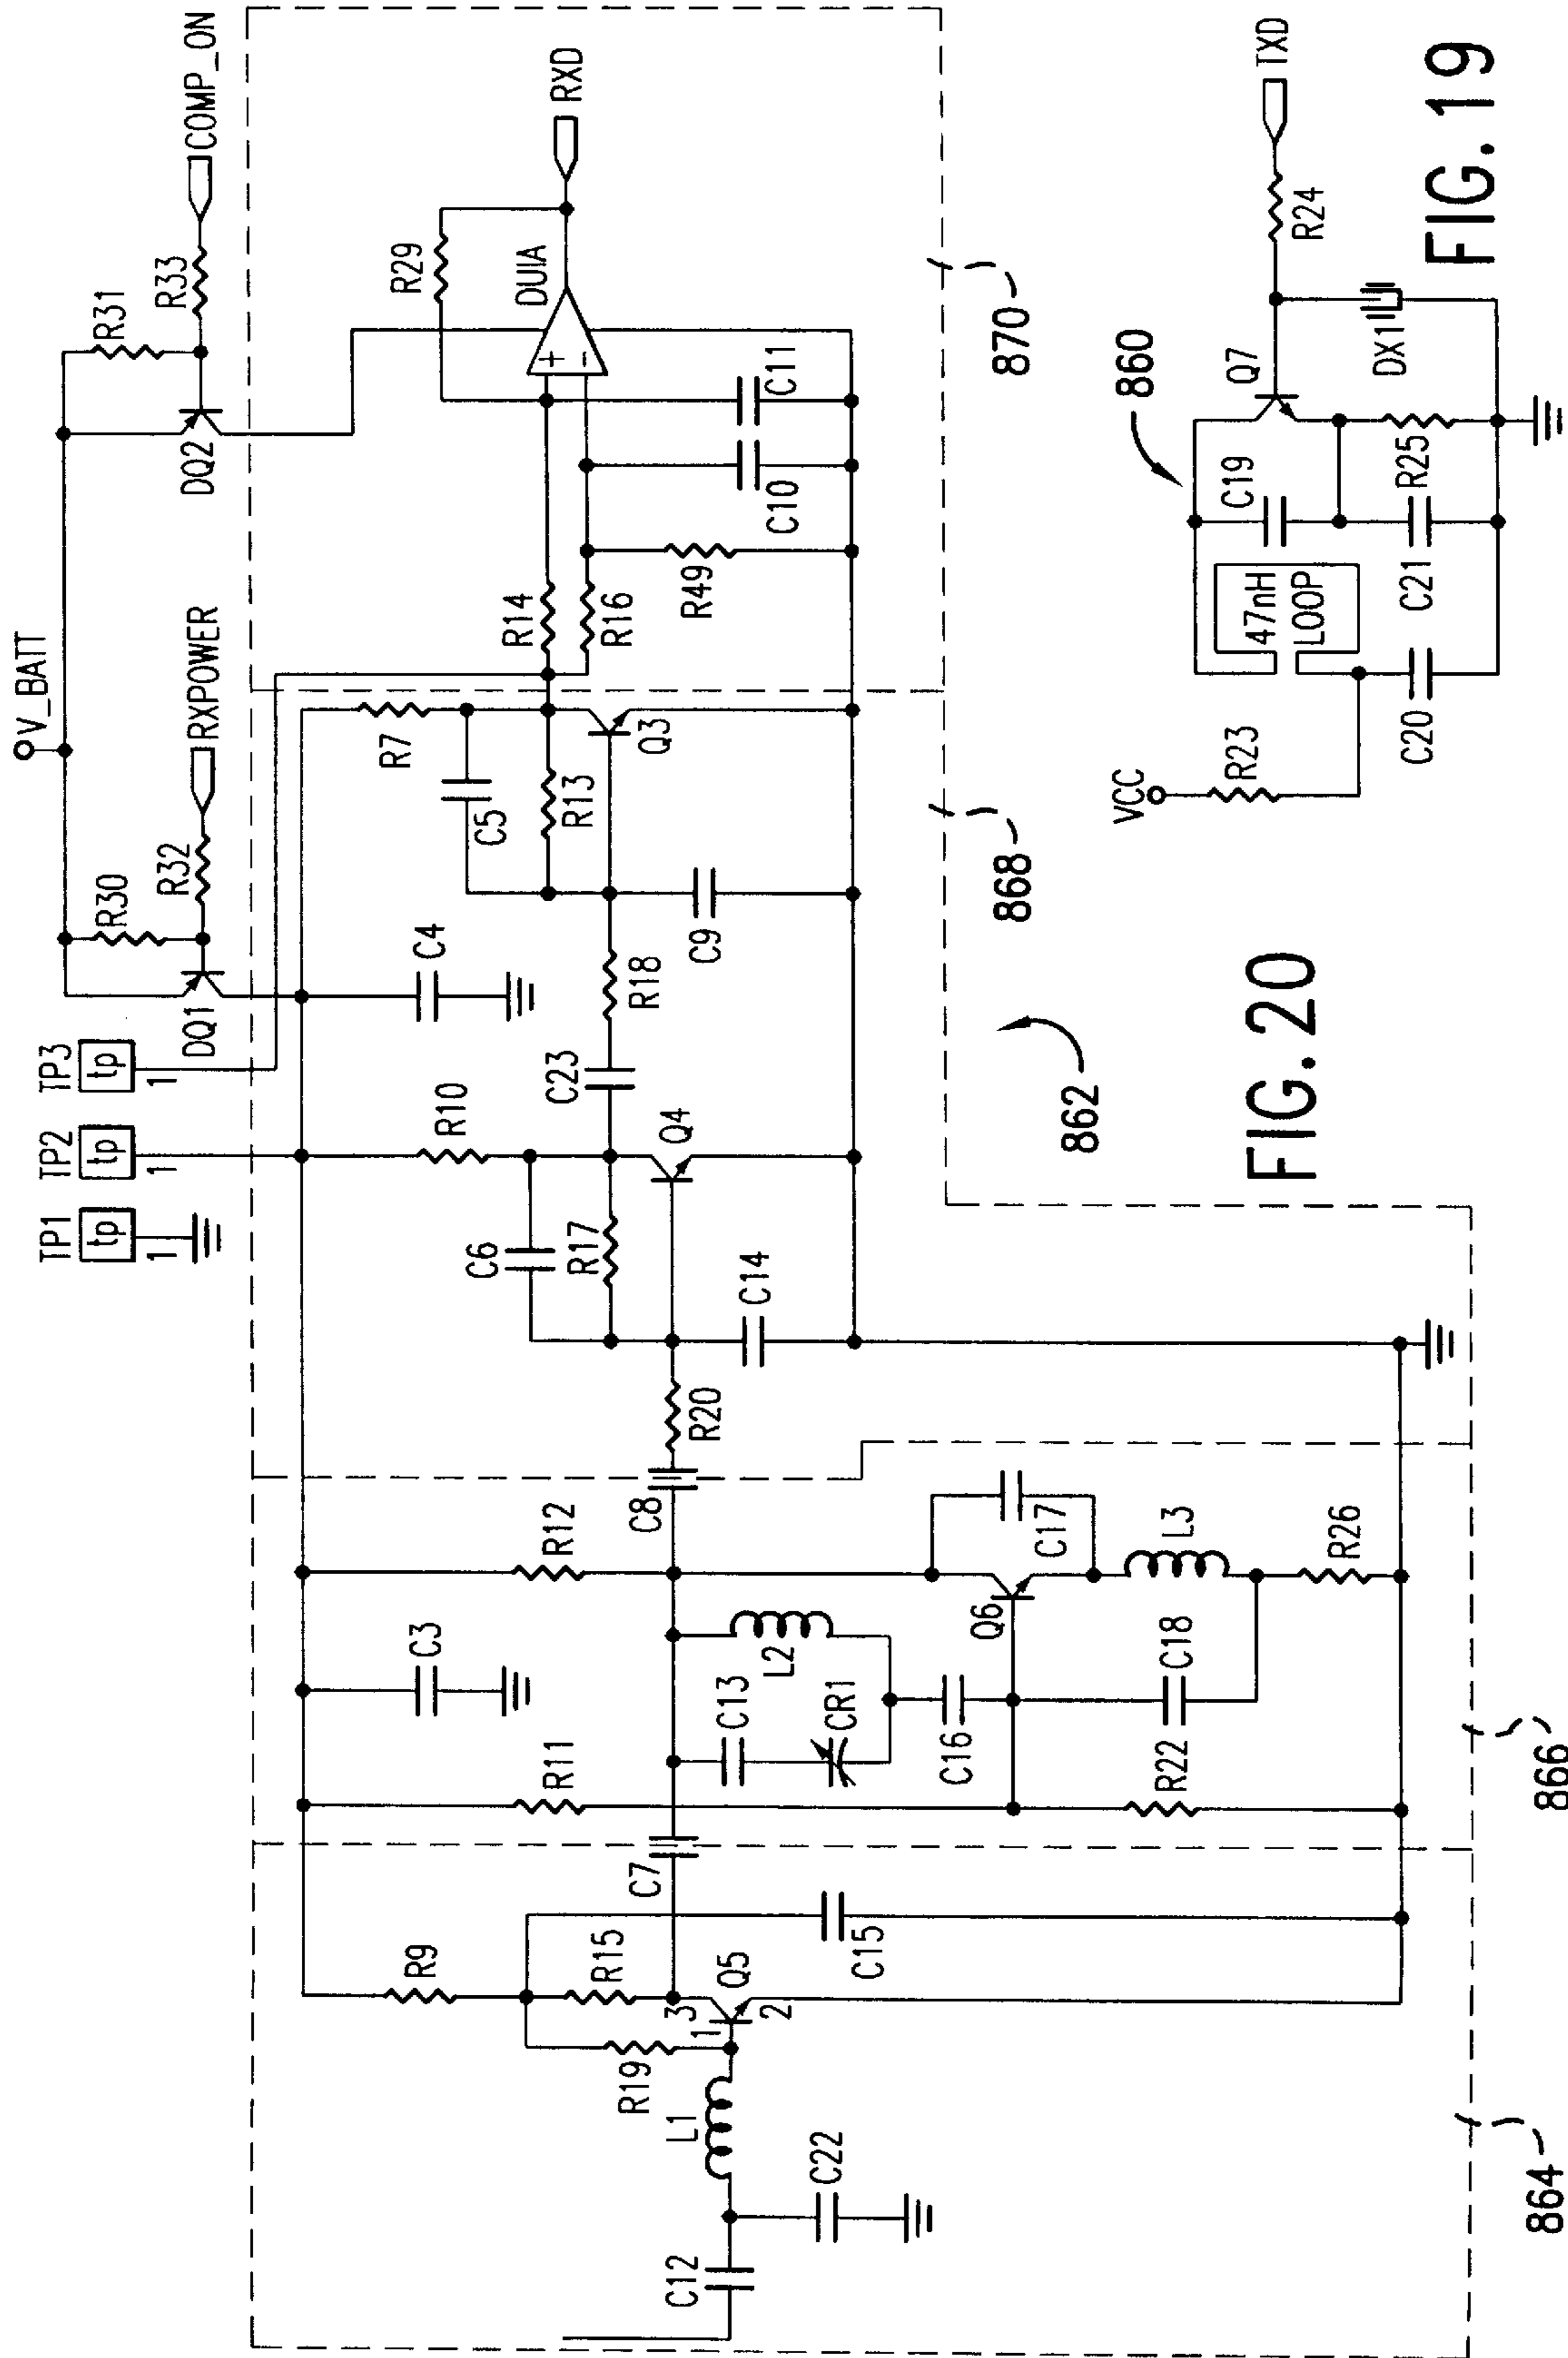 V_BATT
TP1
TP2
TP3
tp
tp
tp
1
1
1
DQ1
R30
R32
RXPOWER
DQ2
R31
R33
COMP_ON
R9
R11
C3
R12
R10
C4
R7
R29
DU1A
+
-
RXD
R19
R15
3
1
2
Q5
C7
C13
CR1
L2
C8
R20
C6
R17
Q4
C23
R18
C5
R13
Q3
R14
R16
R49
C10
C11
C12
L1
C22
C15
R22
C16
C18
Q6
C17
L3
R26
C14
C9
864
866
868
870
862
FIG. 20
860
VCC
R23
C20
47nH
LOOP
C19
C21
R25
Q7
DX1
R24
TXD
FIG. 19